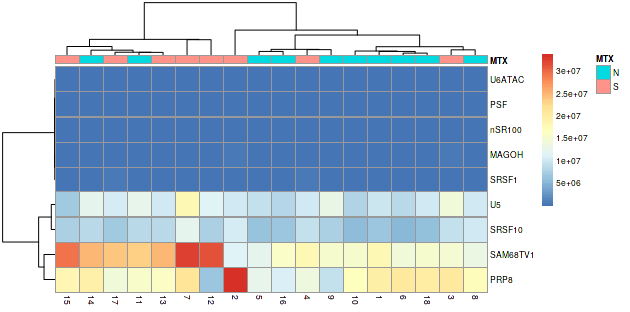 MTX
U6ATAC
PSF
nSR100
MAGOH
SRSF1
U5
SRSF10
SAM68TV1
PRP8
15 14 17 11 13 7 12 2 5 16 4 9 10 1 6 18 3 8
3e+07
2.5e+07
2e+07
1.5e+07
1e+07
5e+06
MTX
N
S